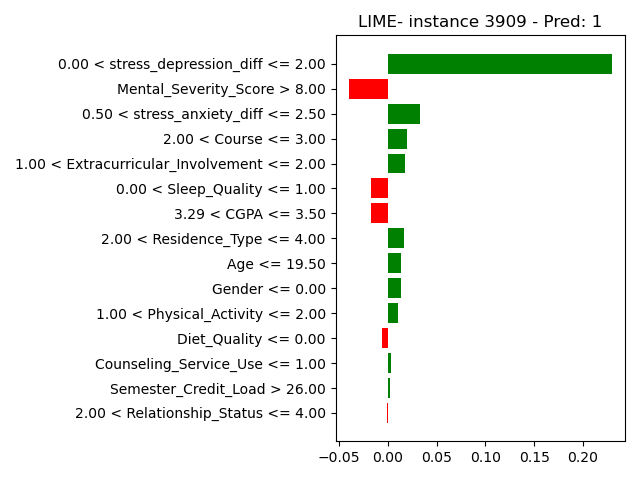 LIME- instance 3909 - Pred: 1
0.00 < stress_depression_diff <= 2.00
Mental_Severity_Score > 8.00
0.50 < stress_anxiety_diff <= 2.50
2.00 < Course <= 3.00
1.00 < Extracurricular_Involvement <= 2.00
0.00 < Sleep_Quality <= 1.00
3.29 < CGPA <= 3.50
2.00 < Residence_Type <= 4.00
Age <= 19.50
Gender <= 0.00
1.00 < Physical_Activity <= 2.00
Diet_Quality <= 0.00
Counseling_Service_Use <= 1.00
Semester_Credit_Load > 26.00
2.00 < Relationship_Status <= 4.00
−0.05 0.00 0.05 0.10 0.15 0.20